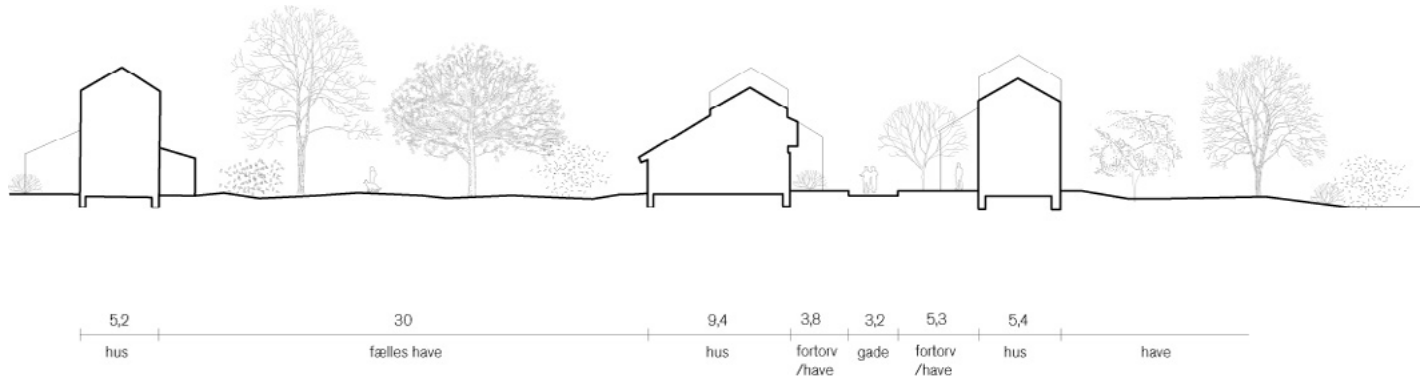 5,2 30 9,4 3,8 3,2 5,3 5,4
hus fælles have hus fortorv gade fortorv hus have
/have /have